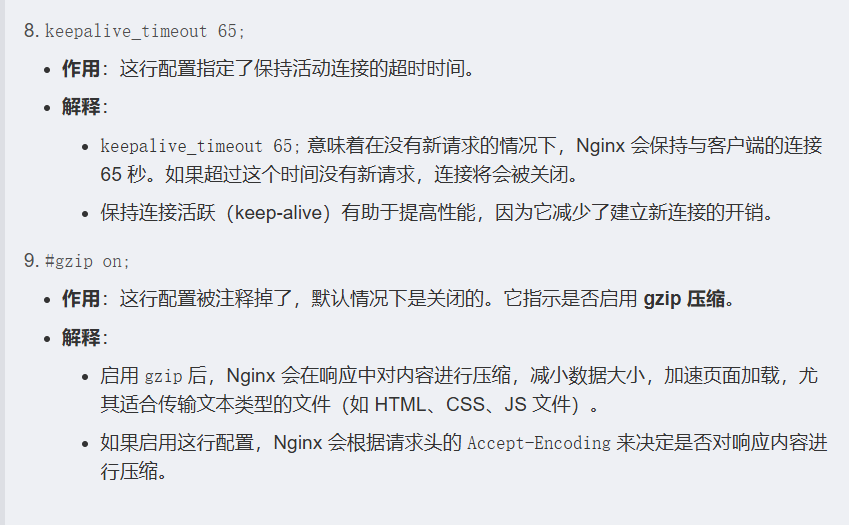 8. keepalive_timeout 65;
• 作用：这行配置指定了保持活动连接的超时时间。
• 解释：
• keepalive_timeout 65; 意味着在没有新请求的情况下，Nginx 会保持与客户端的连接
65 秒。如果超过这个时间没有新请求，连接将会被关闭。
• 保持连接活跃（keep-alive）有助于提高性能，因为它减少了建立新连接的开销。
9. #gzip on;
• 作用：这行配置被注释掉了，默认情况下是关闭的。它指示是否启用 gzip 压缩。
• 解释：
• 启用 gzip 后，Nginx 会在响应中对内容进行压缩，减小数据大小，加速页面加载，尤
其适合传输文本类型的文件（如 HTML、CSS、JS 文件）。
• 如果启用这行配置，Nginx 会根据请求头的 Accept-Encoding 来决定是否对响应内容进
行压缩。